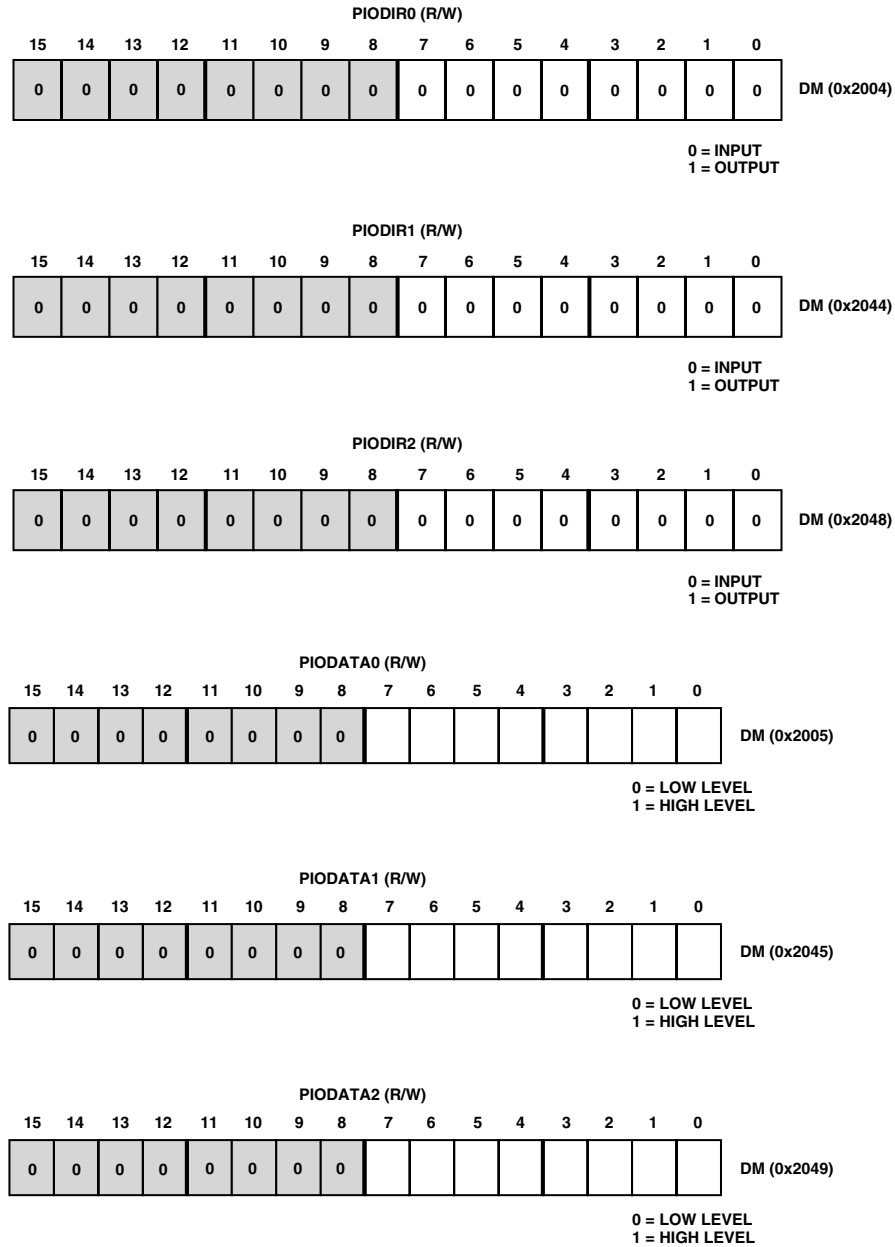 PIODIR0 (R/W)
15 14 13 12 11 10 9 8 7 6 5 4 3 2 1 0
0 0 0 0 0 0 0 0 0 0 0 0 0 0 0 0 DM (0x2004)
0 = INPUT
1 = OUTPUT
PIODIR1 (R/W)
15 14 13 12 11 10 9 8 7 6 5 4 3 2 1 0
0 0 0 0 0 0 0 0 0 0 0 0 0 0 0 0 DM (0x2044)
0 = INPUT
1 = OUTPUT
PIODIR2 (R/W)
15 14 13 12 11 10 9 8 7 6 5 4 3 2 1 0
0 0 0 0 0 0 0 0 0 0 0 0 0 0 0 0 DM (0x2048)
0 = INPUT
1 = OUTPUT
PIODATA0 (R/W)
15 14 13 12 11 10 9 8 7 6 5 4 3 2 1 0
0 0 0 0 0 0 0 0 DM (0x2005)
0 = LOW LEVEL
1 = HIGH LEVEL
PIODATA1 (R/W)
15 14 13 12 11 10 9 8 7 6 5 4 3 2 1 0
0 0 0 0 0 0 0 0 DM (0x2045)
0 = LOW LEVEL
1 = HIGH LEVEL
PIODATA2 (R/W)
15 14 13 12 11 10 9 8 7 6 5 4 3 2 1 0
0 0 0 0 0 0 0 0 DM (0x2049)
0 = LOW LEVEL
1 = HIGH LEVEL